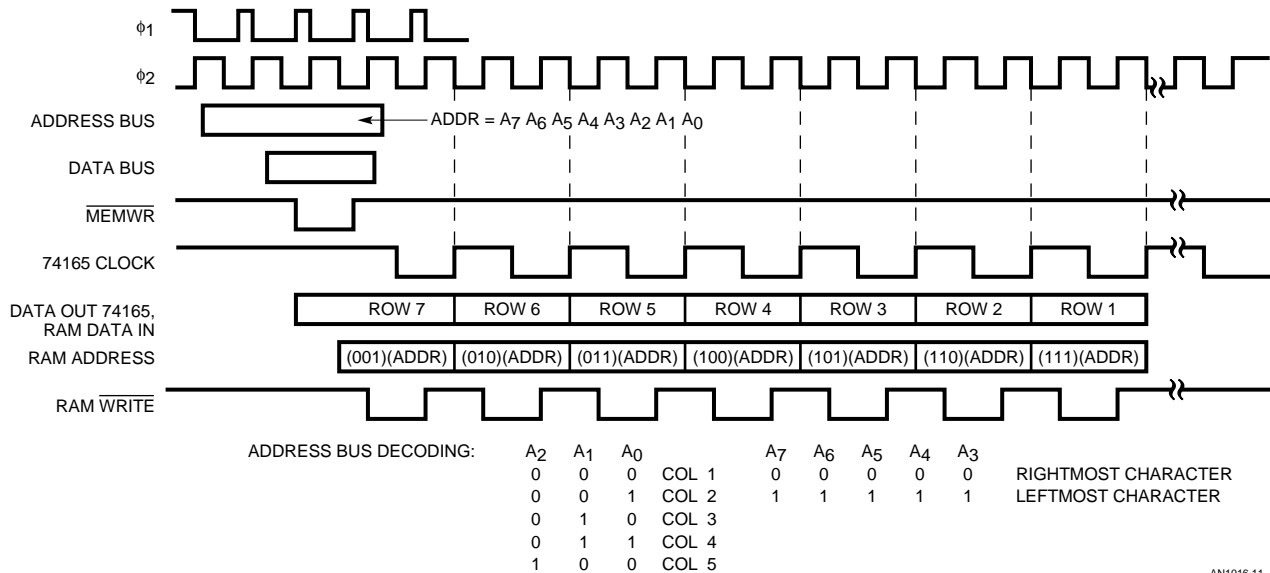 ϕ1
ϕ2
ADDRESS BUS
ADDR = A7 A6 A5 A4 A3 A2 A1 A0
DATA BUS
MEMWR
74165 CLOCK
DATA OUT 74165,
RAM DATA IN
ROW 7 ROW 6 ROW 5 ROW 4 ROW 3 ROW 2 ROW 1
RAM ADDRESS
(001)(ADDR) (010)(ADDR) (011)(ADDR) (100)(ADDR) (101)(ADDR) (110)(ADDR) (111)(ADDR)
RAM WRITE
ADDRESS BUS DECODING: A2 A1 A0 A7 A6 A5 A4 A3
0 0 0 COL 1 0 0 0 0 0 RIGHTMOST CHARACTER
0 0 1 COL 2 1 1 1 1 1 LEFTMOST CHARACTER
0 1 0 COL 3
0 1 1 COL 4
1 0 0 COL 5